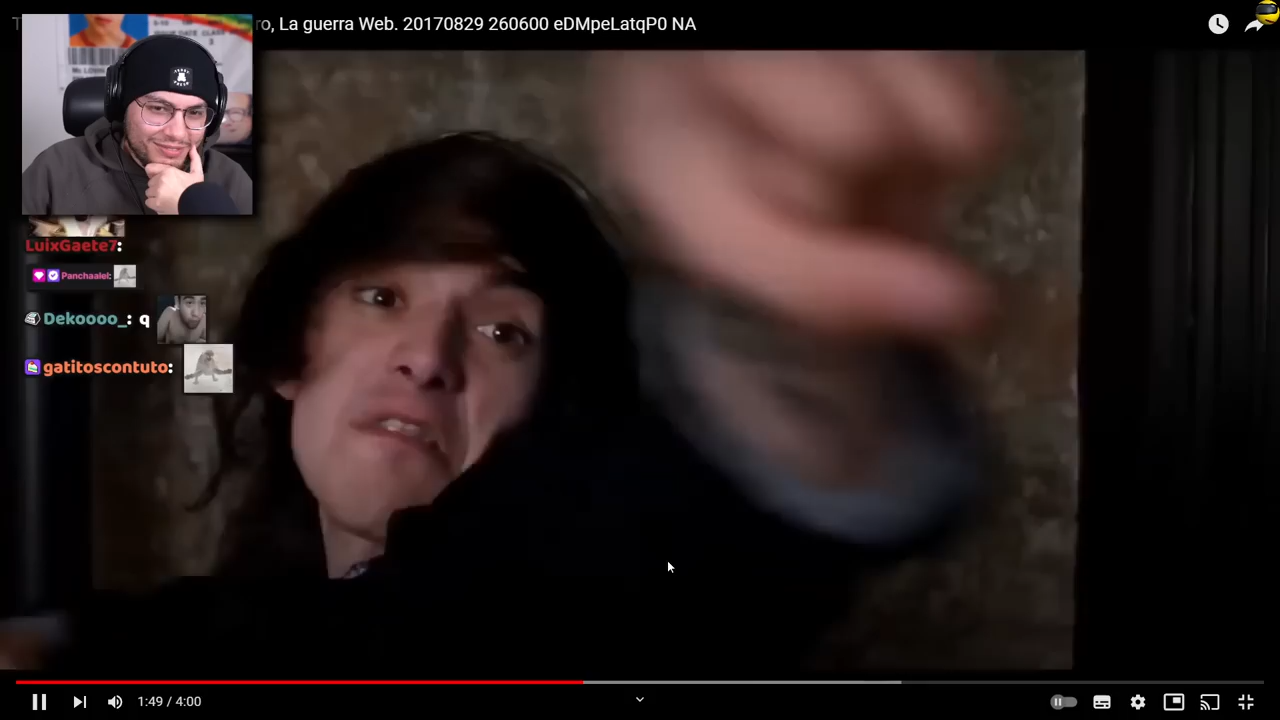 ro, La guerra Web. 20170829 260600 eDMpeLatqP0 NA
LuixGaete7:
Panchaalel:
Dekoooo_: q
gatitoscontuto:
1:49 / 4:00